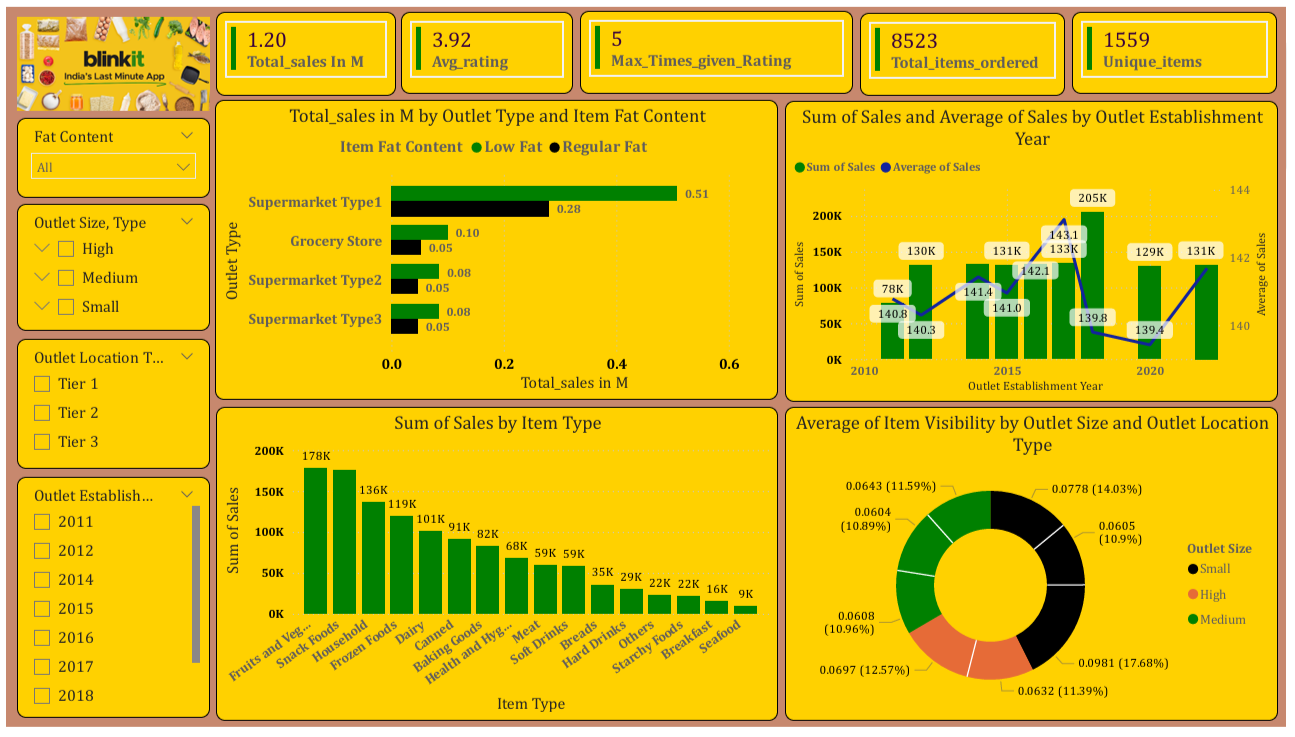 blinkit
India's Last Minute App
1.20
Total_sales In M
3.92
Avg_rating
5
Max_Times_given_Rating
8523
Total_items_ordered
1559
Unique_items
Fat Content
All
Outlet Size, Type
High
Medium
Small
Outlet Location T...
Tier 1
Tier 2
Tier 3
Outlet Establish...
2011
2012
2014
2015
2016
2017
2018
Total_sales in M by Outlet Type and Item Fat Content
Item Fat Content Low Fat Regular Fat
Outlet Type
Supermarket Type1
0.51
0.28
Grocery Store
0.10
0.05
Supermarket Type2
0.08
0.05
Supermarket Type3
0.08
0.05
0.0 0.2 0.4 0.6
Total_sales in M
Sum of Sales and Average of Sales by Outlet Establishment
Year
Sum of Sales Average of Sales
Sum of Sales
200K
150K
100K
50K
0K
78K
130K
131K
133K
205K
129K
131K
140.8
140.3
141.4
141.0
142.1
143.1
139.8
139.4
144
142
140
Average of Sales
2010 2015 2020
Outlet Establishment Year
Sum of Sales by Item Type
Sum of Sales
200K
150K
100K
50K
0K
178K
136K
119K
101K
91K
82K
68K
59K
59K
35K
29K
22K
22K
16K
9K
Fruits and Veg...
Snack Foods
Household
Frozen Foods
Dairy
Canned
Baking Goods
Health and Hyg...
Meat
Soft Drinks
Breads
Hard Drinks
Others
Starchy Foods
Breakfast
Seafood
Item Type
Average of Item Visibility by Outlet Size and Outlet Location
Type
0.0643 (11.59%)
0.0778 (14.03%)
0.0604
(10.89%)
0.0605
(10.9%)
0.0608
(10.96%)
0.0697 (12.57%)
0.0981 (17.68%)
0.0632 (11.39%)
Outlet Size
Small
High
Medium